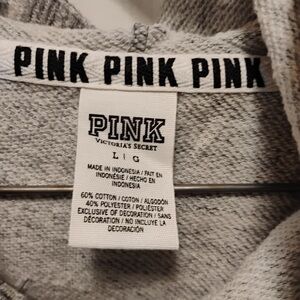 PINK PINK PINK
PINK
VICTORIA'S SECRET
L | G
MADE IN INDONESIA / FAIT EN
INDONÉSIE / HECHO EN
INDONESIA
60% COTTON / COTON / ALGODÓN
40% POLYESTER / POLIÉSTER
EXCLUSIVE OF DECORATION / SANS
DÉCORATION / NO INCLUYE LA
DECORACIÓN